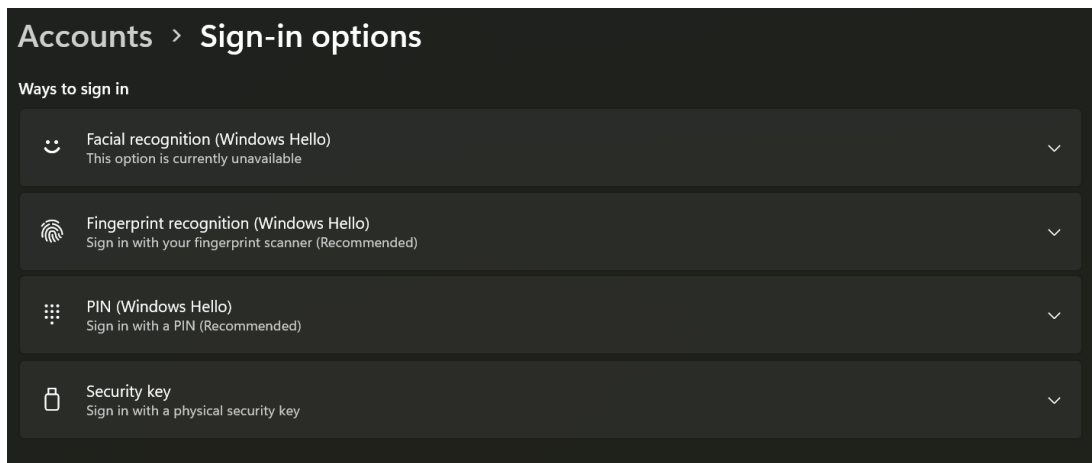 Accounts > Sign-in options
Ways to sign in
Facial recognition (Windows Hello)
This option is currently unavailable
Fingerprint recognition (Windows Hello)
Sign in with your fingerprint scanner (Recommended)
PIN (Windows Hello)
Sign in with a PIN (Recommended)
Security key
Sign in with a physical security key